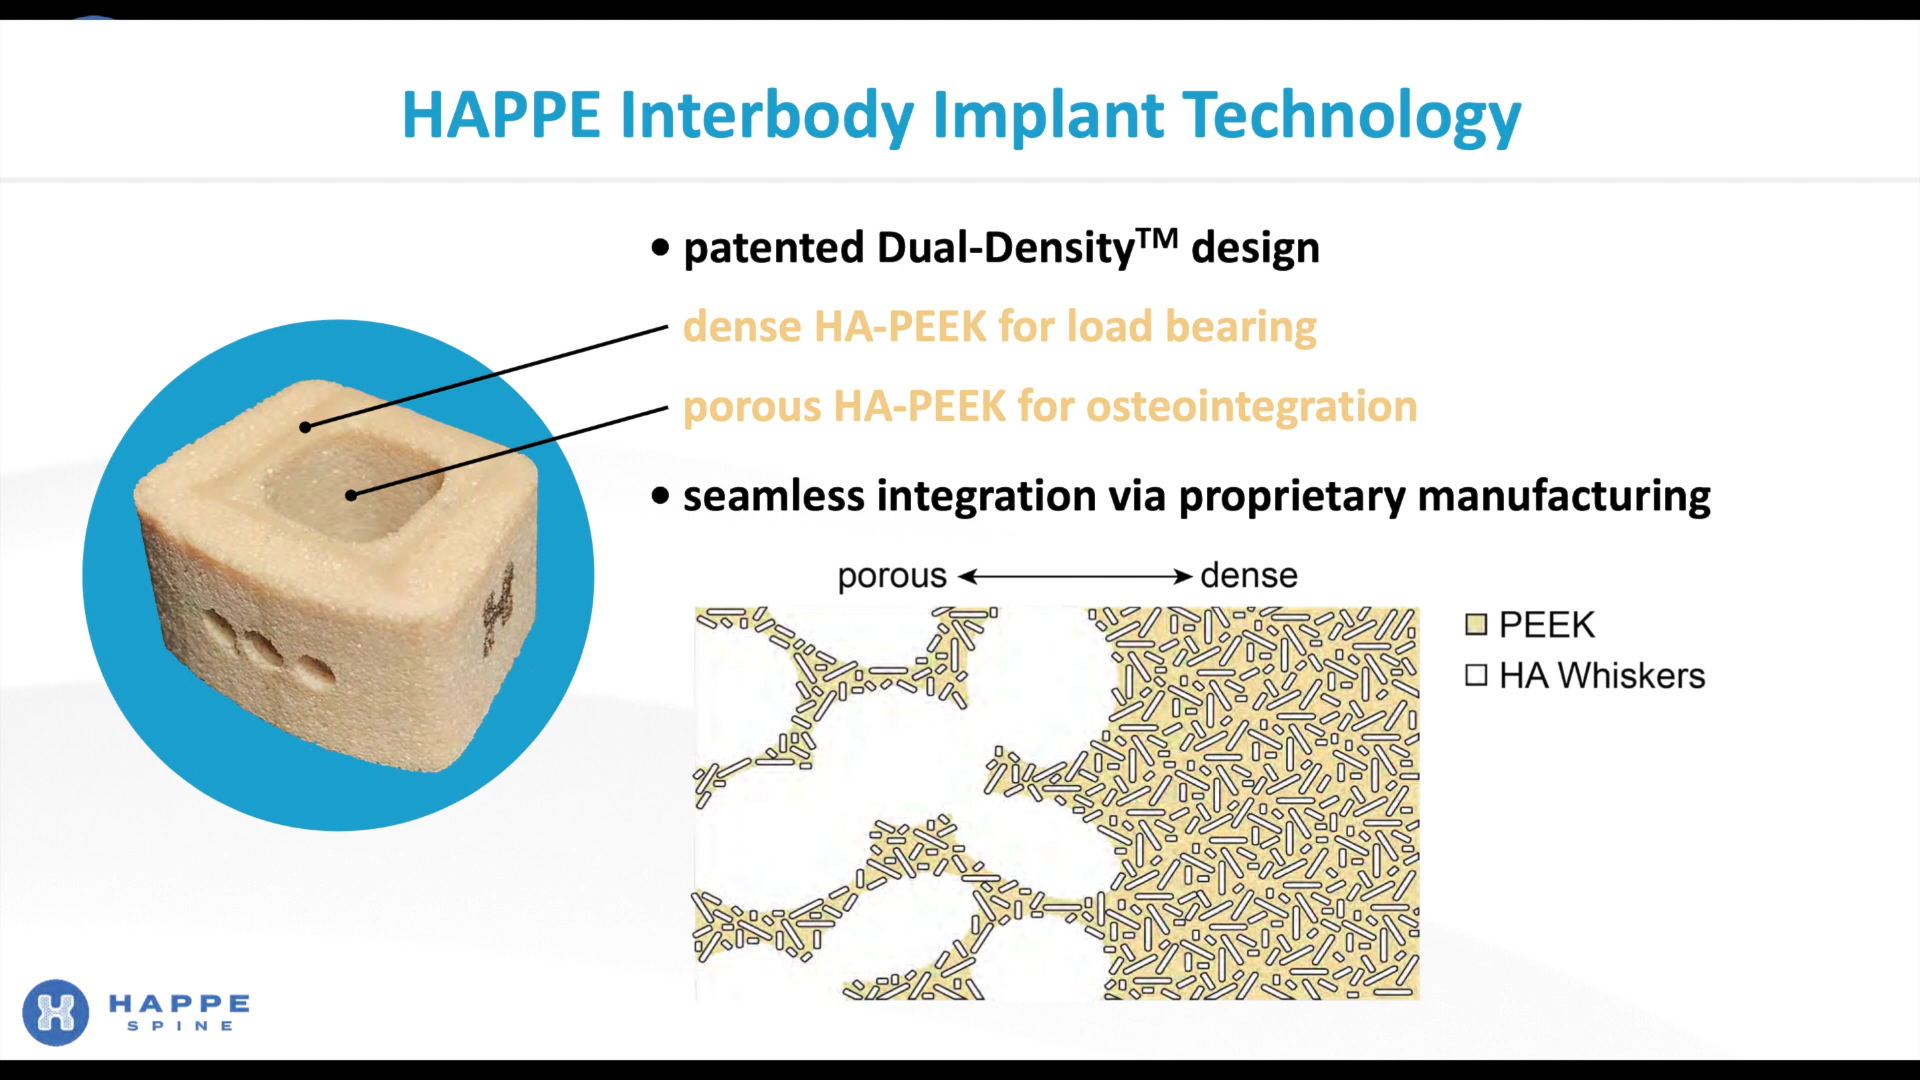 HAPPE Interbody Implant Technology
• patented Dual-Density™ design
dense HA-PEEK for load bearing
porous HA-PEEK for osteointegration
• seamless integration via proprietary manufacturing
porous dense
PEEK
HA Whiskers
H
HAPPE
SPINE